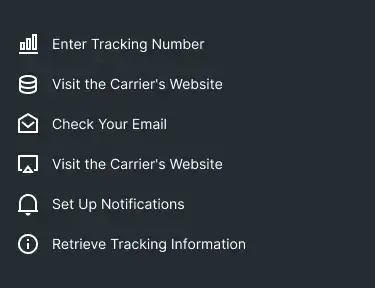 Enter Tracking Number
Visit the Carrier's Website
Check Your Email
Visit the Carrier's Website
Set Up Notifications
Retrieve Tracking Information